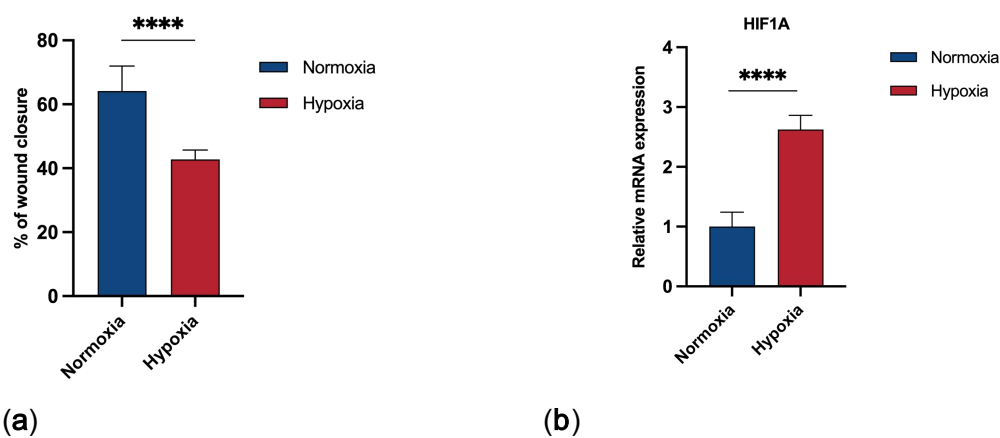 ****
80
60
40
20
0
% of wound closure
Normoxia
Hypoxia
Normoxia
Hypoxia
(a)
HIF1A
4
3
2
1
0
Relative mRNA expression
****
Normoxia
Hypoxia
Normoxia
Hypoxia
(b)